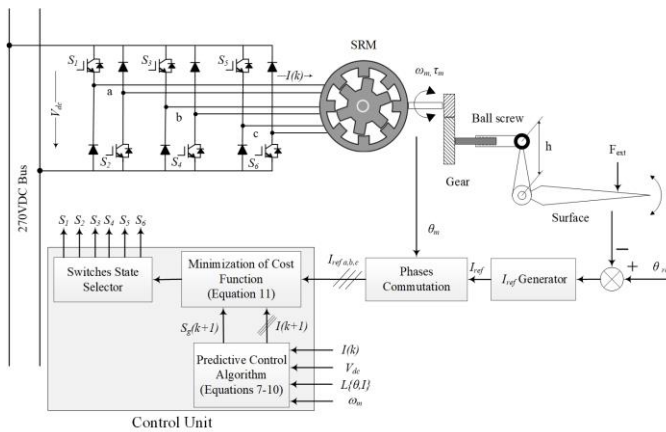 S1
S3
S5
SRM
I(k)
ωm, τm
Vdc
a
b
c
Ball screw
h
Fext
S2
S4
S6
Gear
Surface
270VDC Bus
θm
S1 S2 S3 S4 S5 S6
Switches State
Selector
Minimization of Cost
Function
(Equation 11)
Iref a,b,c
Phases
Commutation
Iref
Iref Generator
−
+
Sg(k+1)
I(k+1)
Predictive Control
Algorithm
(Equations 7-10)
I(k)
Vdc
L{θ,I}
ωm
Control Unit